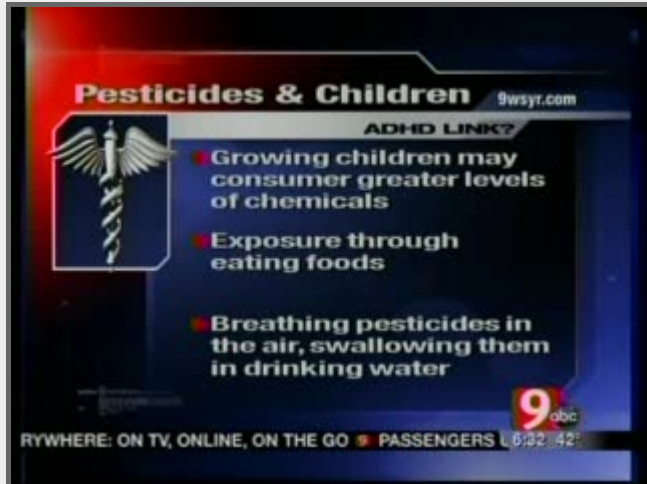 Pesticides & Children
9wsyr.com
ADHD LINK?
Growing children may
consumer greater levels
of chemicals
Exposure through
eating foods
Breathing pesticides in
the air, swallowing them
in drinking water
9 abc
RYWHERE: ON TV, ONLINE, ON THE GO 9 PASSENGERS
6:32 42°